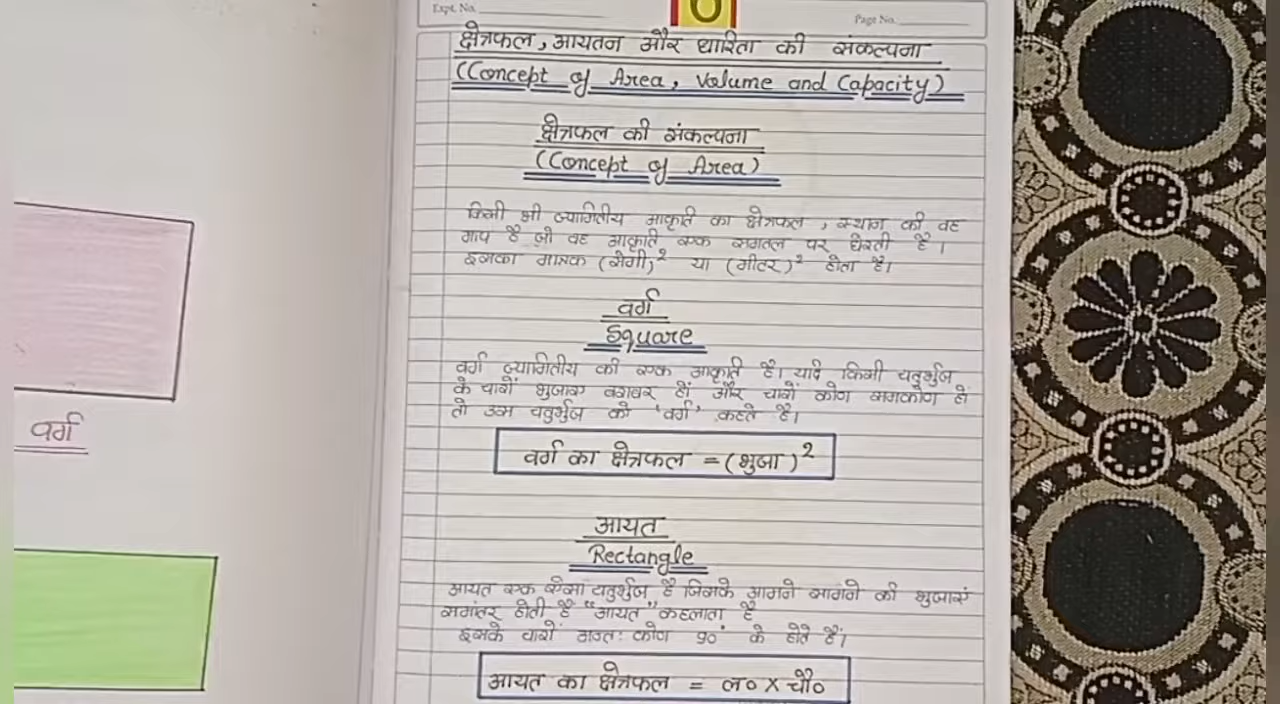 Expt. No.
Page No.
क्षेत्रफल, आयतन और धारिता की संकल्पना
(Concept of Area, Volume and Capacity)
क्षेत्रफल की संकल्पना
(Concept of Area)
किसी भी ज्यामितीय आकृति का क्षेत्रफल, स्थान की वह
माप है जो वह आकृति एक समतल पर घेरती है।
इसका मात्रक (सेमी)² या (मीटर)² होता है।
वर्ग
Square
वर्ग ज्यामितीय की एक आकृति है। यदि किसी चतुर्भुज
के चारों भुजाए बराबर हों और चारों कोण समकोण हो
तो उस चतुर्भुज को 'वर्ग' कहते है।
वर्ग का क्षेत्रफल = (भुजा)²
आयत
Rectangle
आयत एक ऐसा चतुर्भुज है जिसके आमने सामने की भुजाएं
समांतर होती है "आयत" कहलाता है
इसके चारों अन्तः कोण 90° के होते हैं।
आयत का क्षेत्रफल = ल० × चौ०
वर्ग